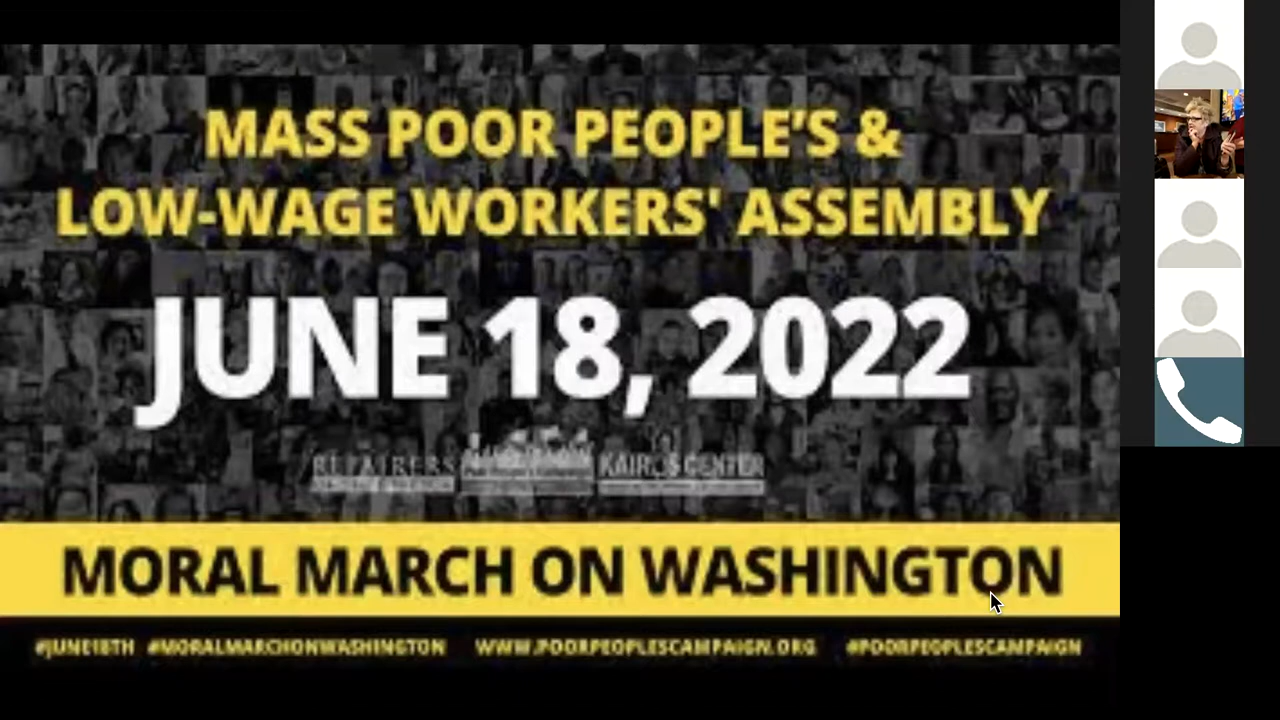 MASS POOR PEOPLE'S &
LOW-WAGE WORKERS' ASSEMBLY
JUNE 18, 2022
REPAIRERS
KAIROS CENTER
MORAL MARCH ON WASHINGTON
#JUNE18TH #MORALMARCHONWASHINGTON WWW.POORPEOPLESCAMPAIGN.ORG #POORPEOPLESCAMPAIGN